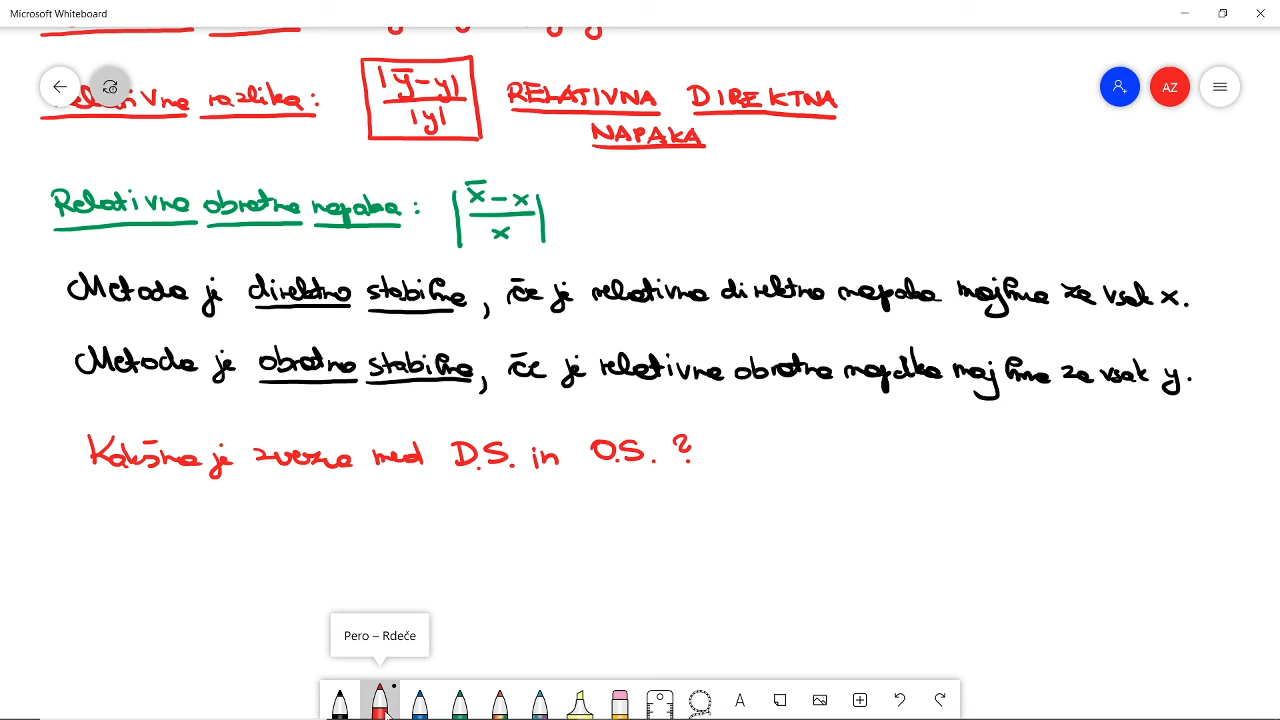 Microsoft Whiteboard
razlika: |y̅-y| / |y| RELATIVNA DIREKTNA
NAPAKA
AZ
Relativna obratna napaka: |x̅-x / x|
Metoda je direktno stabilna, če je relativna direktna napaka majhna za vsak x.
Metoda je obratno stabilna, če je relativna obratna napaka majhna za vsak y.
Kakšna je zveza med D.S. in O.S. ?
Pero – Rdeče
A